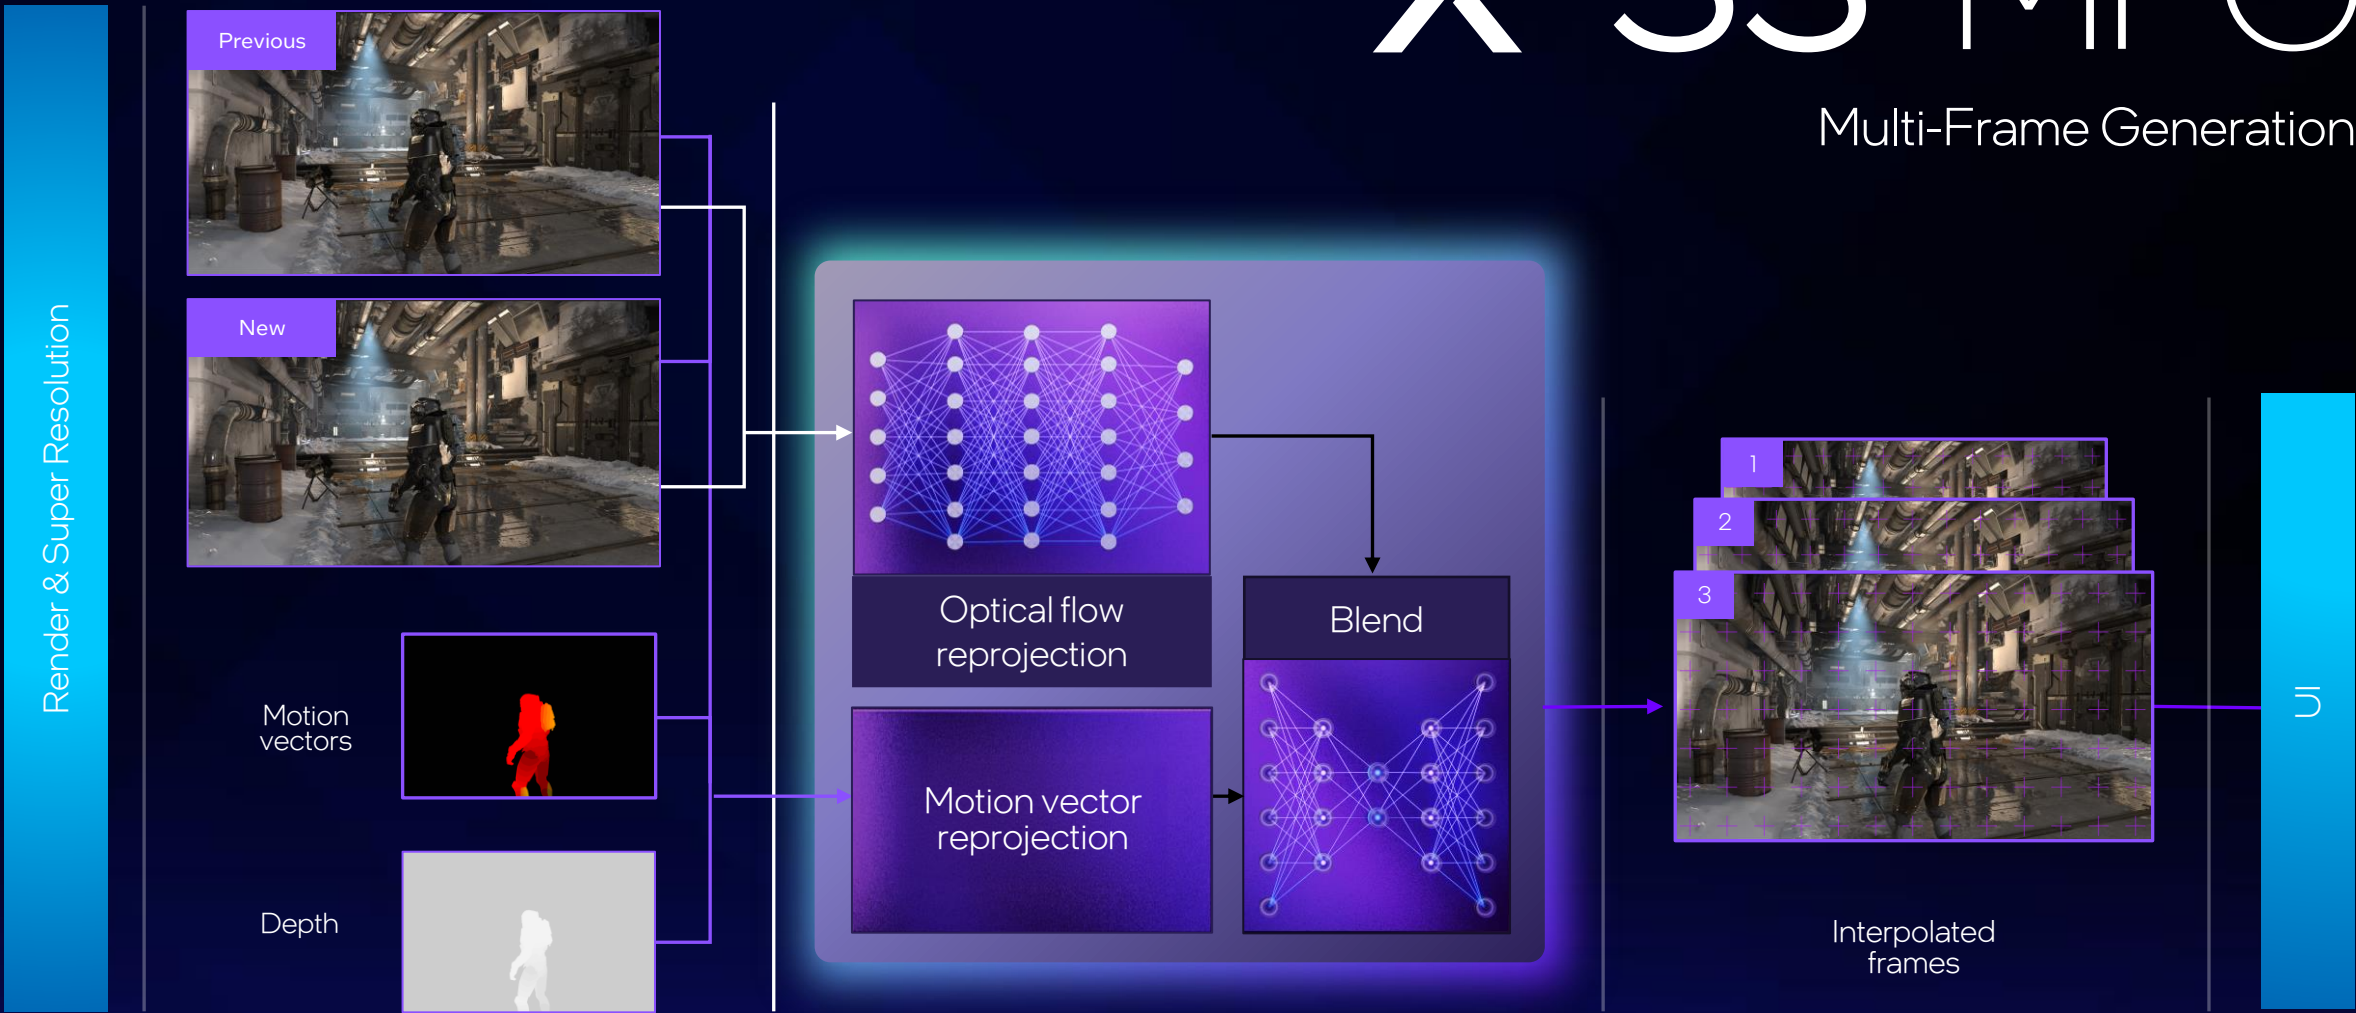 Previous
Multi-Frame Generation
New
Render & Super Resolution
1
2
3
Optical flow
reprojection
Blend
Motion
vectors
UI
Motion vector
reprojection
Depth
Interpolated
frames